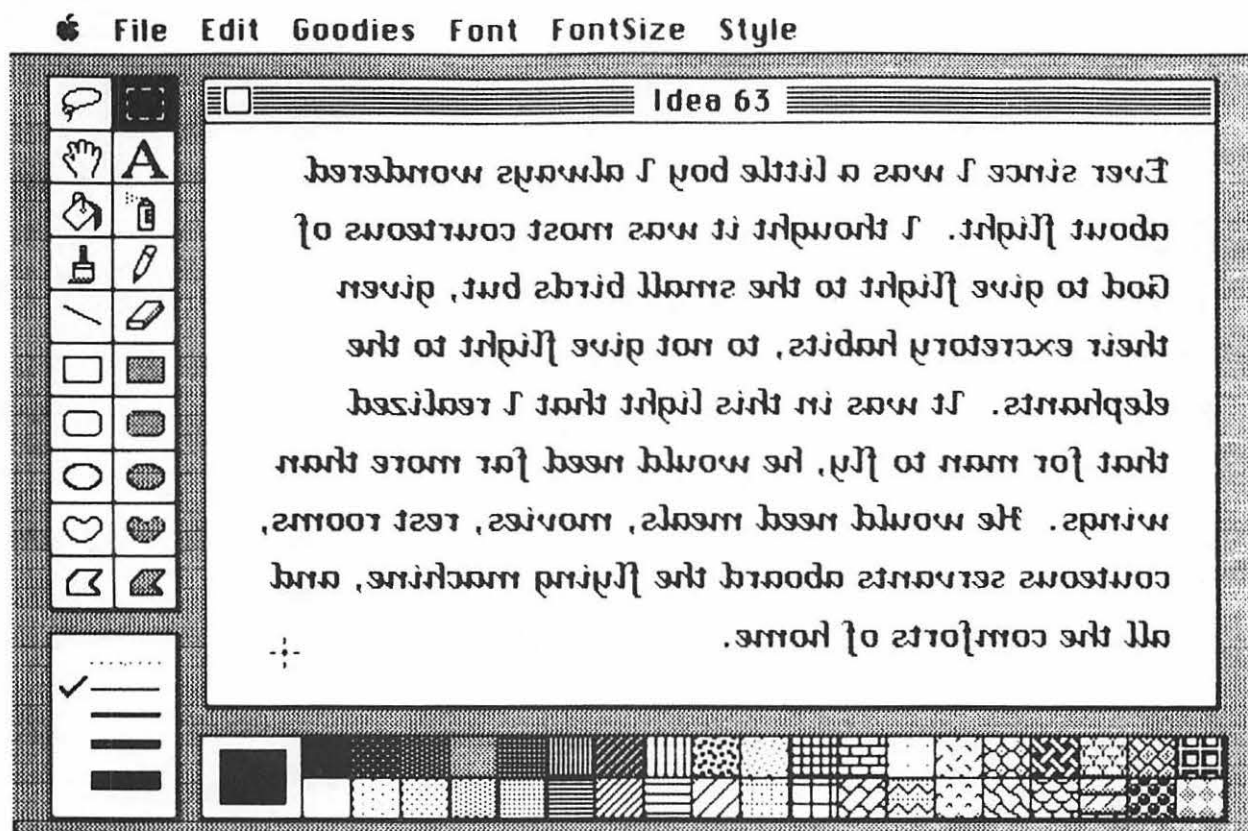 File Edit Goodies Font FontSize Style
Idea 63
Ever since I was a little boy I always wondered
about flight. I thought it was most courteous of
God to give flight to the small birds but, given
their excretory habits, to not give flight to the
elephants. It was in this light that I realized
that for man to fly, he would need far more than
wings. He would need meals, movies, rest rooms,
couteous servants aboard the flying machine, and
all the comforts of home.
A